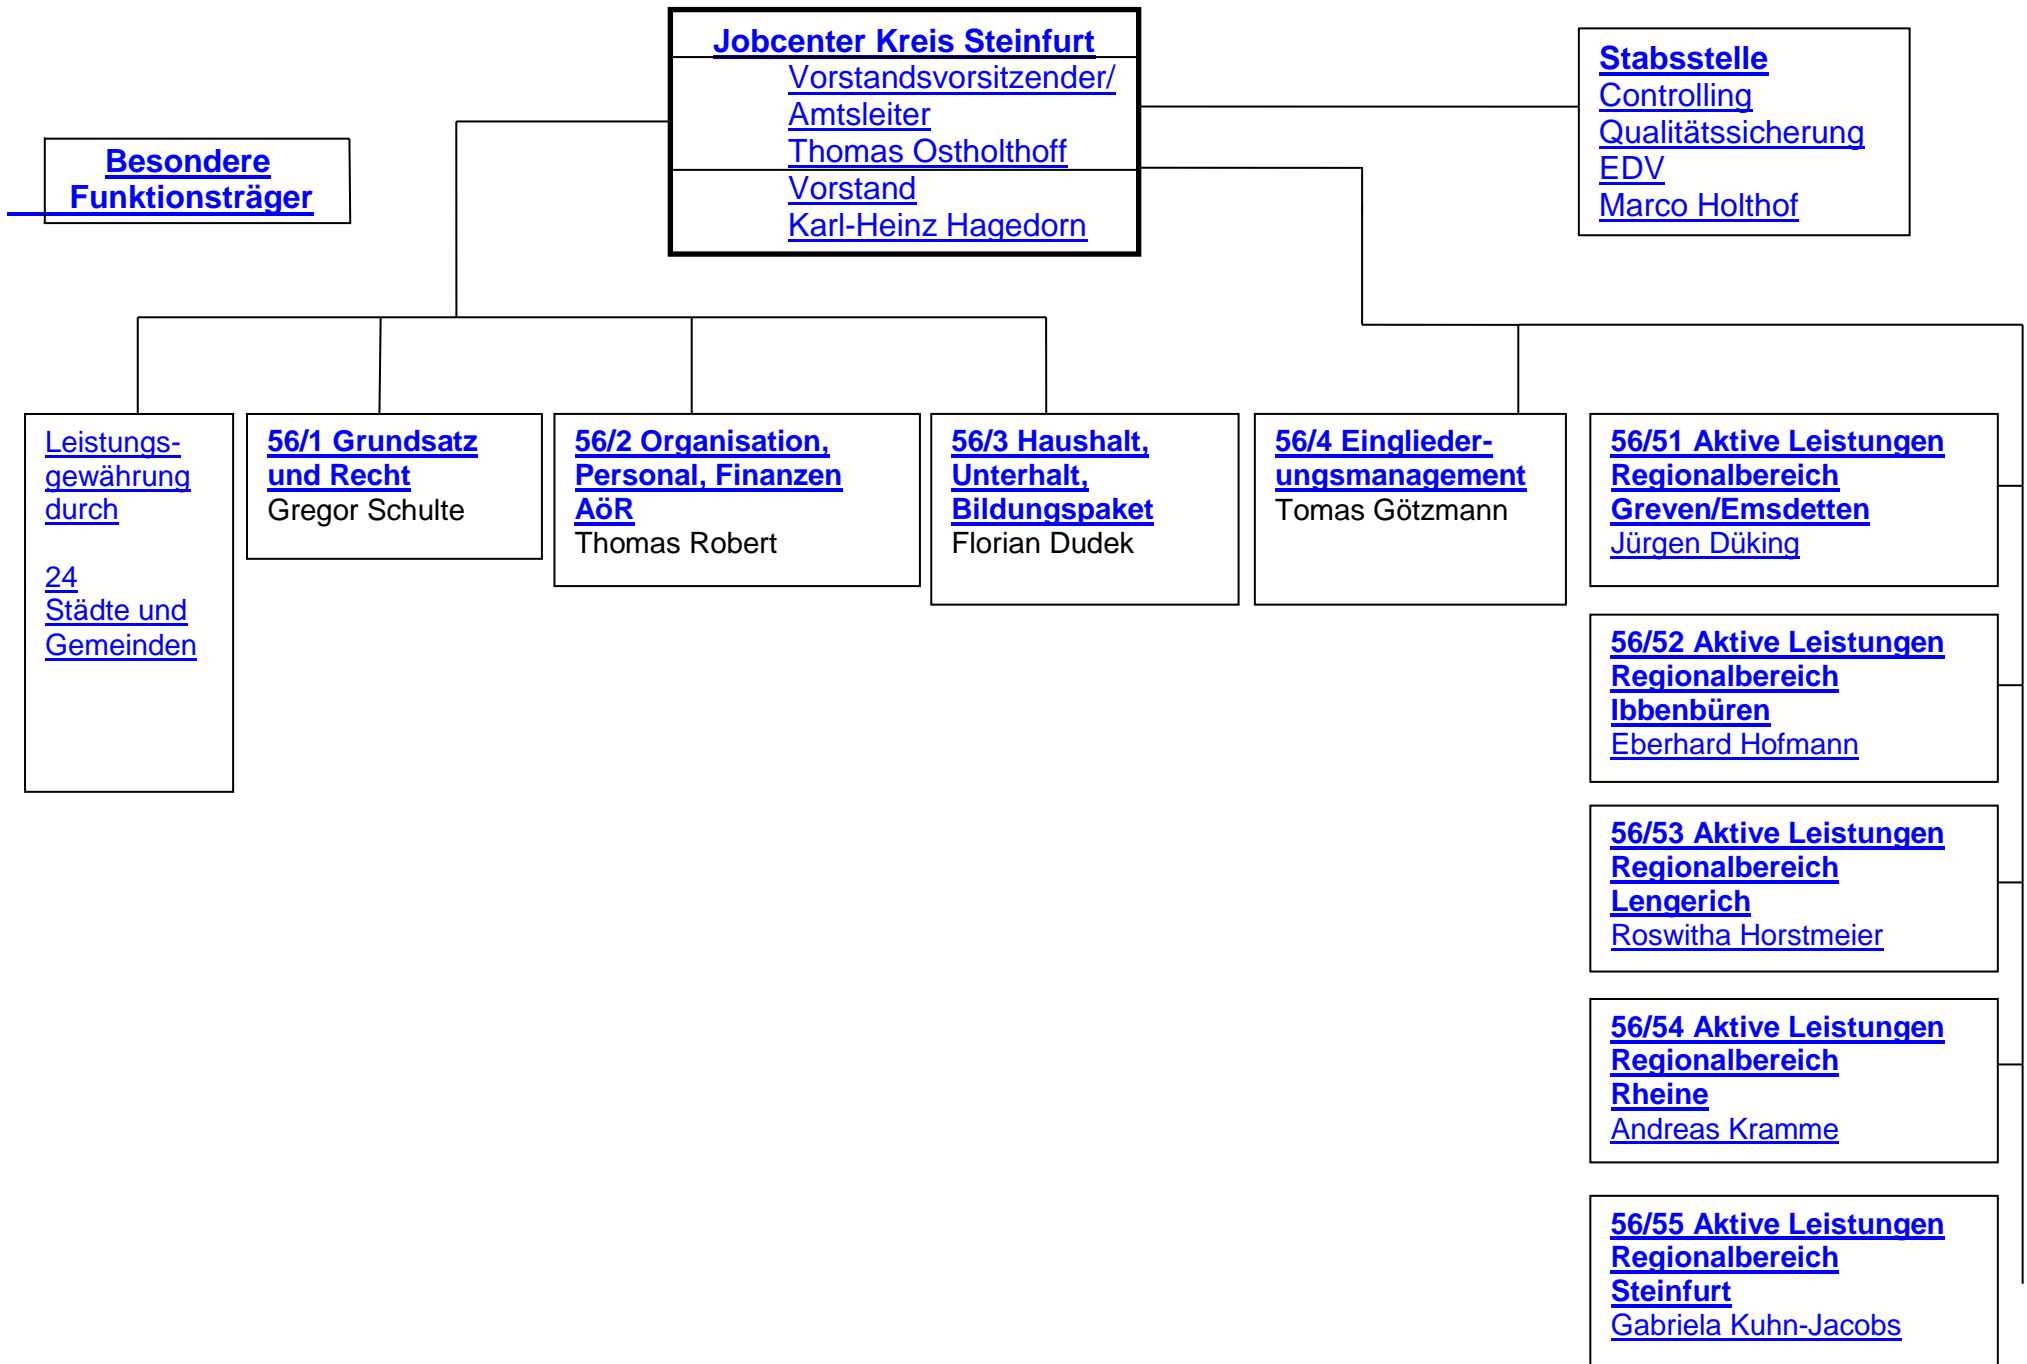 Jobcenter Kreis Steinfurt
Vorstandsvorsitzender/
Amtsleiter
Thomas Ostholthoff
Vorstand
Karl-Heinz Hagedorn
Stabsstelle
Controlling
Qualitätssicherung
EDV
Marco Holthof
Besondere
Funktionsträger
Leistungs-
gewährung
durch
24
Städte und
Gemeinden
56/1 Grundsatz
und Recht
Gregor Schulte
56/2 Organisation,
Personal, Finanzen
AöR
Thomas Robert
56/3 Haushalt,
Unterhalt,
Bildungspaket
Florian Dudek
56/4 Einglieder-
ungsmanagement
Tomas Götzmann
56/51 Aktive Leistungen
Regionalbereich
Greven/Emsdetten
Jürgen Düking
56/52 Aktive Leistungen
Regionalbereich
Ibbenbüren
Eberhard Hofmann
56/53 Aktive Leistungen
Regionalbereich
Lengerich
Roswitha Horstmeier
56/54 Aktive Leistungen
Regionalbereich
Rheine
Andreas Kramme
56/55 Aktive Leistungen
Regionalbereich
Steinfurt
Gabriela Kuhn-Jacobs